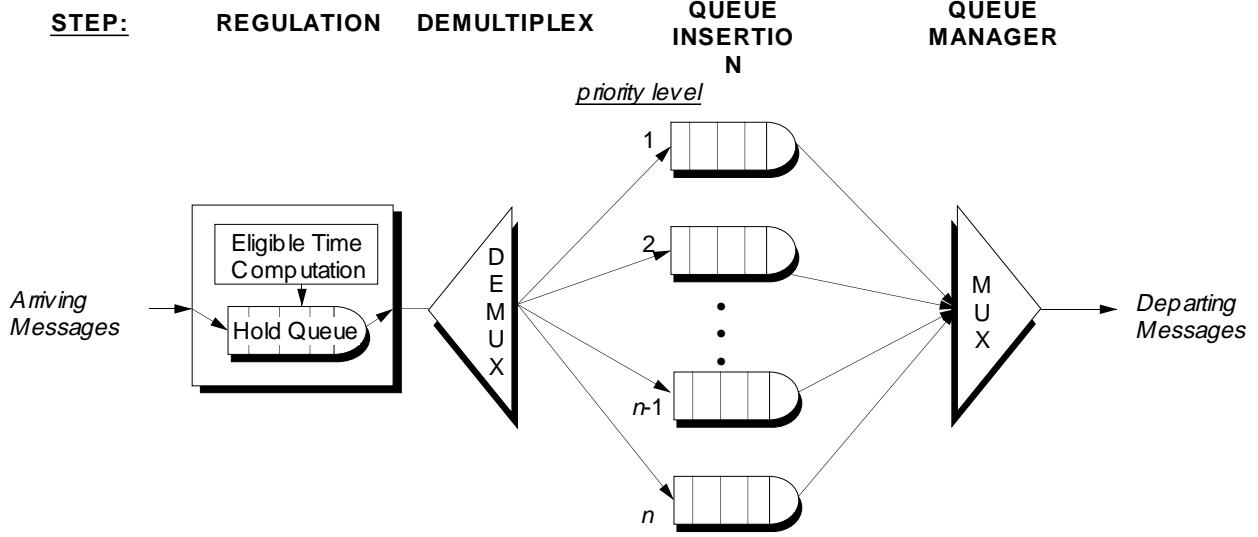 STEP: REGULATION DEMULTIPLEX QUEUE INSERTIO N QUEUE MANAGER
priority level
1
2
n-1
n
Arriving
Messages
Eligible Time
Computation
Hold Queue
D
E
M
U
X
M
U
X
Departing
Messages